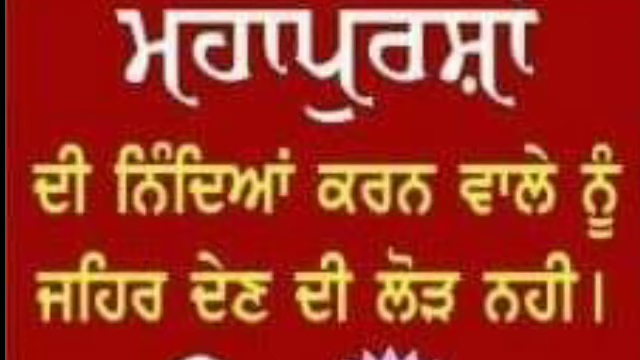 ਮਹਾਪੁਰਸ਼ਾਂ
ਦੀ ਨਿੰਦਿਆਂ ਕਰਨ ਵਾਲੇ ਨੂੰ
ਜਹਿਰ ਦੇਣ ਦੀ ਲੋੜ ਨਹੀ।